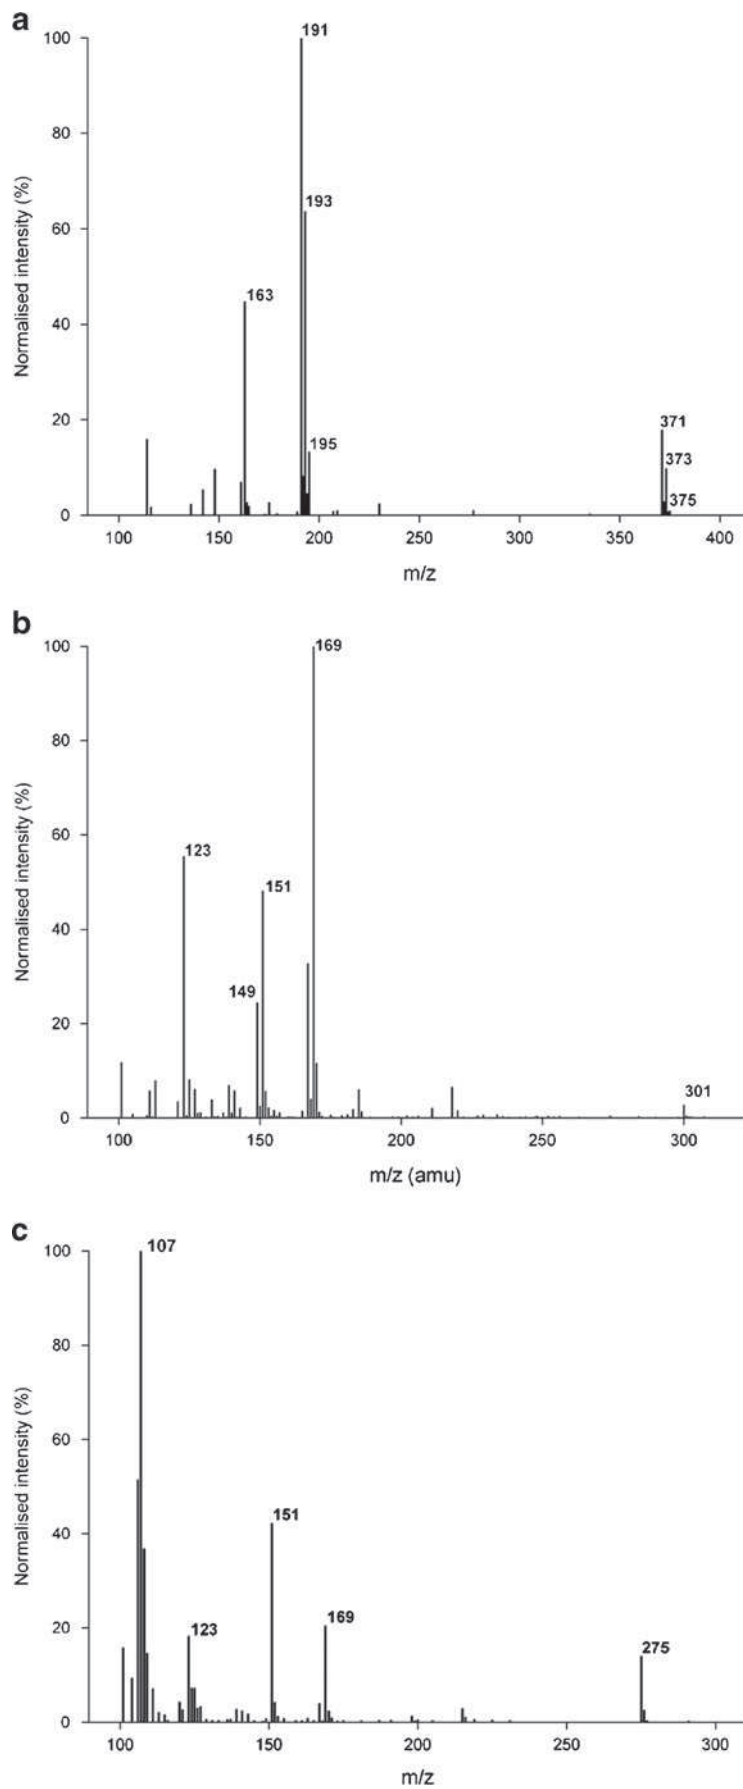 a
Normalised intensity (%)
100
80
60
40
20
0
191
193
163
195
371
373
375
100 150 200 250 300 350 400
m/z
b
Normalised intensity (%)
100
80
60
40
20
0
169
123
151
149
301
100 150 200 250 300
m/z (amu)
c
Normalised intensity (%)
100
80
60
40
20
0
107
151
123
169
275
100 150 200 250 300
m/z